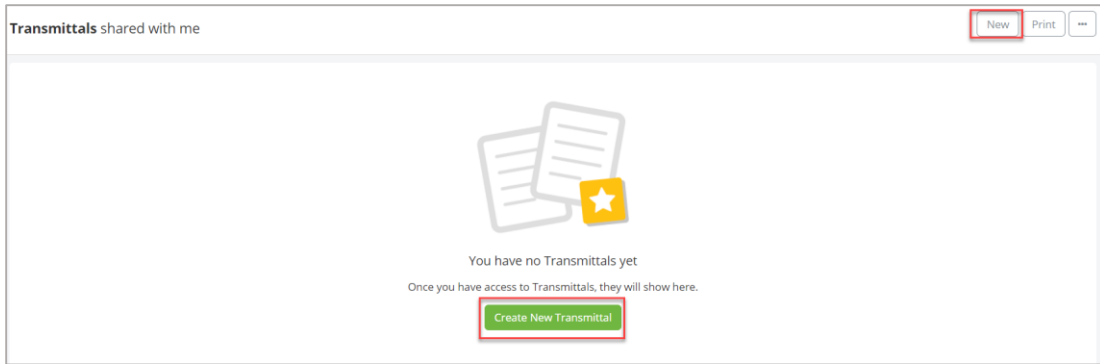 Transmittals shared with me
New
Print
...
You have no Transmittals yet
Once you have access to Transmittals, they will show here.
Create New Transmittal